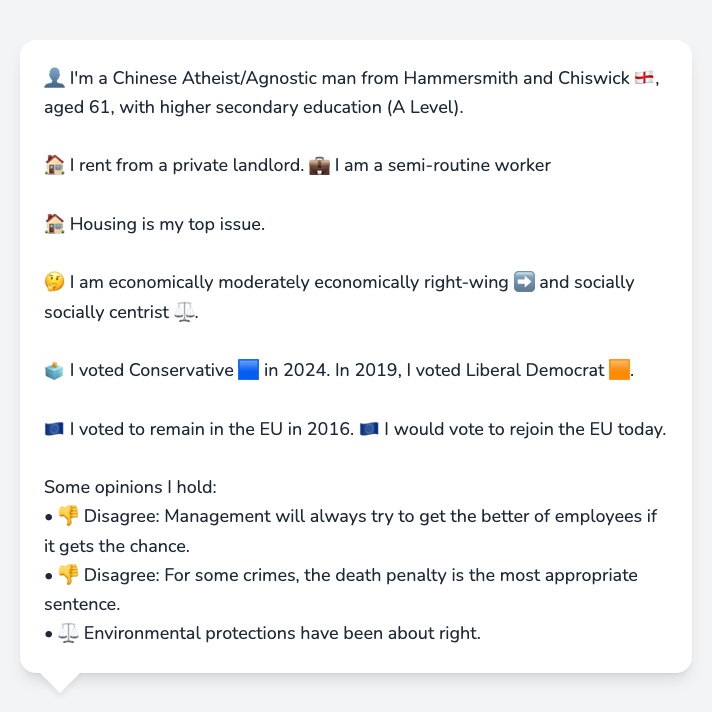 👤 I'm a Chinese Atheist/Agnostic man from Hammersmith and Chiswick 🏴󠁧󠁢󠁥󠁮󠁧󠁿,
aged 61, with higher secondary education (A Level).
🏠 I rent from a private landlord. 💼 I am a semi-routine worker
🏠 Housing is my top issue.
🤔 I am economically moderately economically right-wing ➡️ and socially
socially centrist ⚖️.
🗳️ I voted Conservative 🟦 in 2024. In 2019, I voted Liberal Democrat 🟧.
🇪🇺 I voted to remain in the EU in 2016. 🇪🇺 I would vote to rejoin the EU today.
Some opinions I hold:
• 👎 Disagree: Management will always try to get the better of employees if
it gets the chance.
• 👎 Disagree: For some crimes, the death penalty is the most appropriate
sentence.
• ⚖️ Environmental protections have been about right.